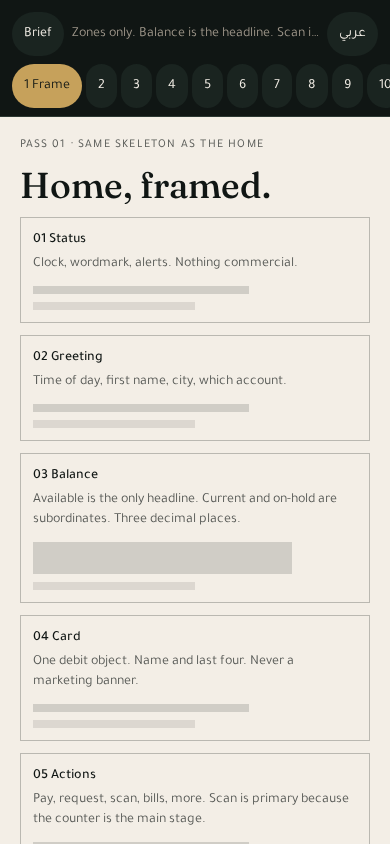 Brief
Zones only. Balance is the headline. Scan i…
عربي
1 Frame
2
3
4
5
6
7
8
9
10
PASS 01 · SAME SKELETON AS THE HOME
Home, framed.
01 Status
Clock, wordmark, alerts. Nothing commercial.
02 Greeting
Time of day, first name, city, which account.
03 Balance
Available is the only headline. Current and on-hold are
subordinates. Three decimal places.
04 Card
One debit object. Name and last four. Never a
marketing banner.
05 Actions
Pay, request, scan, bills, more. Scan is primary because
the counter is the main stage.